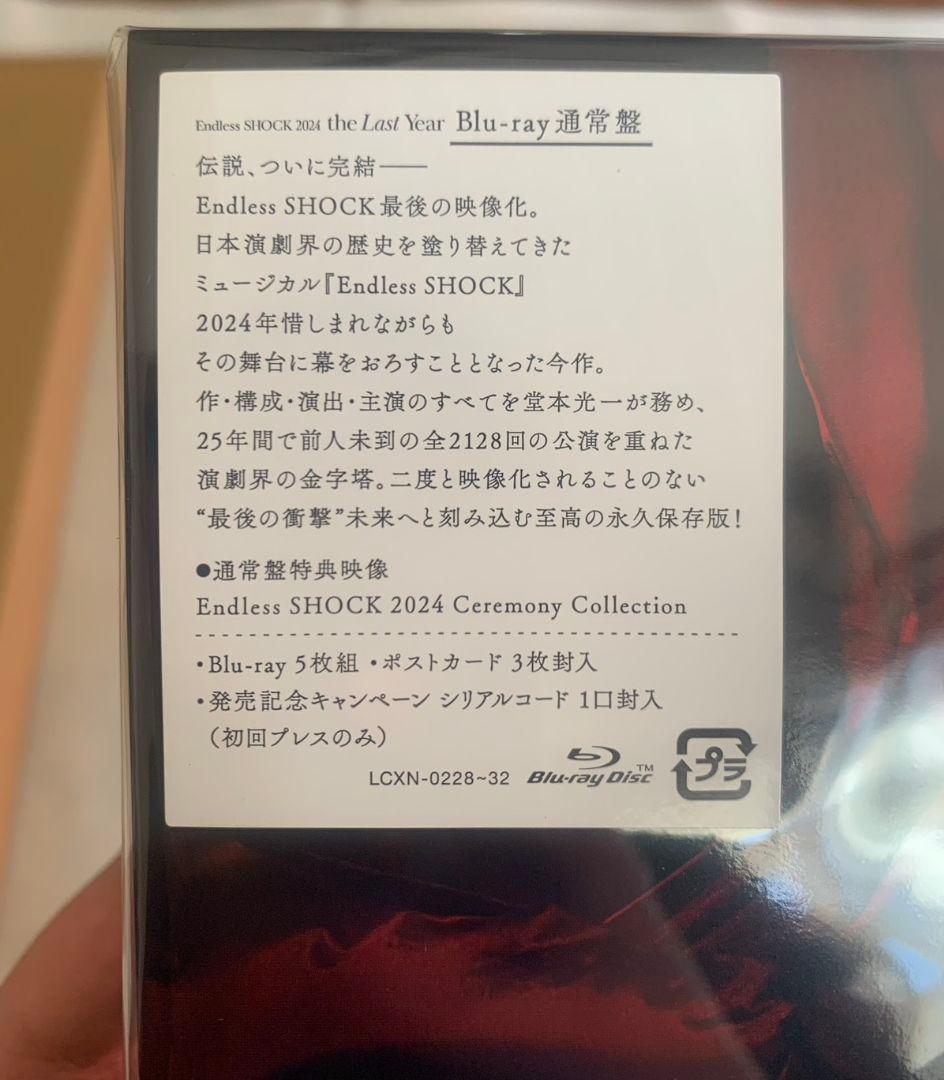 Endless SHOCK 2024 the Last Year Blu-ray通常盤
伝説、ついに完結――
Endless SHOCK最後の映像化。
日本演劇界の歴史を塗り替えてきた
ミュージカル『Endless SHOCK』
2024年惜しまれながらも
その舞台に幕をおろすこととなった今作。
作・構成・演出・主演のすべてを堂本光一が務め、
25年間で前人未到の全2128回の公演を重ねた
演劇界の金字塔。二度と映像化されることのない
“最後の衝撃”未来へと刻み込む至高の永久保存版！
●通常盤特典映像
Endless SHOCK 2024 Ceremony Collection
・Blu-ray 5枚組 ・ポストカード 3枚封入
・発売記念キャンペーン シリアルコード 1口封入
（初回プレスのみ）
LCXN-0228~32 Blu-ray Disc™ プラ